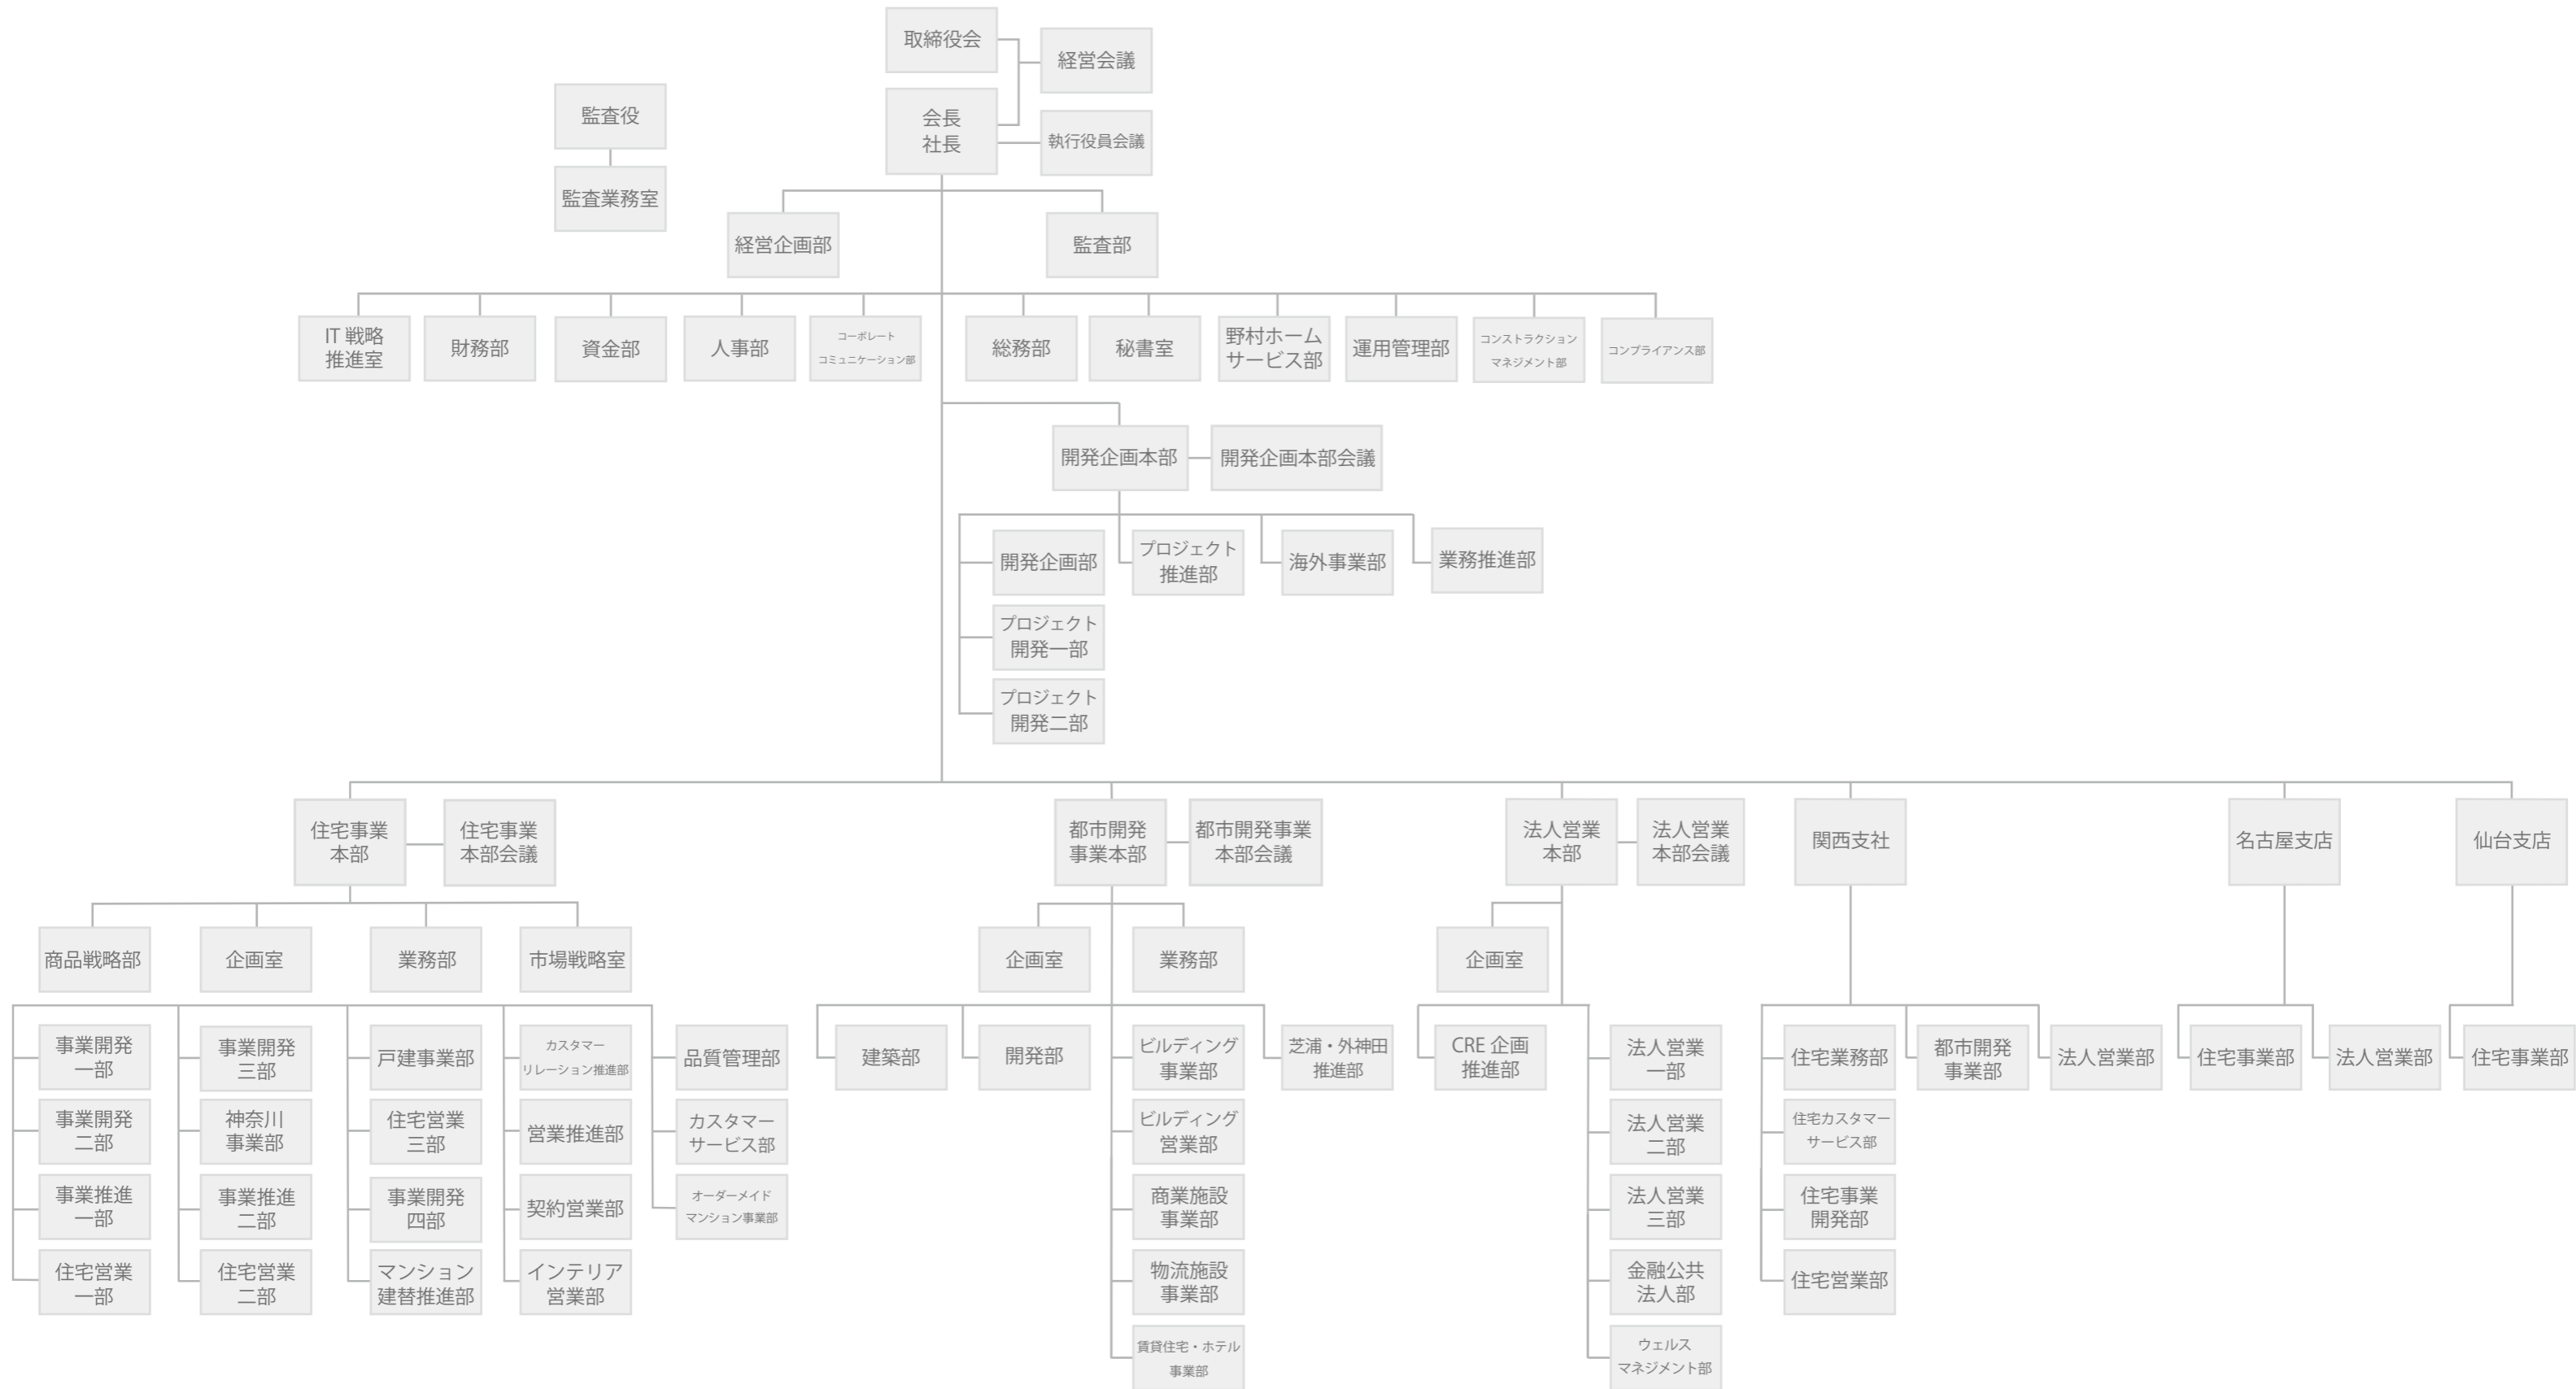 取締役会
経営会議
会長
社長
執行役員会議
監査役
監査業務室
経営企画部
監査部
IT 戦略
推進室
財務部
資金部
人事部
コーポレート
コミュニケーション部
総務部
秘書室
野村ホーム
サービス部
運用管理部
コンストラクション
マネジメント部
コンプライアンス部
開発企画本部
開発企画本部会議
開発企画部
プロジェクト
推進部
海外事業部
業務推進部
プロジェクト
開発一部
プロジェクト
開発二部
住宅事業
本部
住宅事業
本部会議
都市開発
事業本部
都市開発事業
本部会議
法人営業
本部
法人営業
本部会議
関西支社
名古屋支店
仙台支店
商品戦略部
企画室
業務部
市場戦略室
企画室
業務部
企画室
事業開発
一部
事業開発
二部
事業推進
一部
住宅営業
一部
事業開発
三部
神奈川
事業部
事業推進
二部
住宅営業
二部
戸建事業部
住宅営業
三部
事業開発
四部
マンション
建替推進部
カスタマー
リレーション推進部
営業推進部
契約営業部
インテリア
営業部
品質管理部
カスタマー
サービス部
オーダーメイド
マンション事業部
建築部
開発部
ビルディング
事業部
ビルディング
営業部
商業施設
事業部
物流施設
事業部
賃貸住宅・ホテル
事業部
芝浦・外神田
推進部
CRE 企画
推進部
法人営業
一部
法人営業
二部
法人営業
三部
金融公共
法人部
ウェルス
マネジメント部
住宅業務部
住宅カスタマー
サービス部
住宅事業
開発部
住宅営業部
都市開発
事業部
法人営業部
住宅事業部
法人営業部
住宅事業部